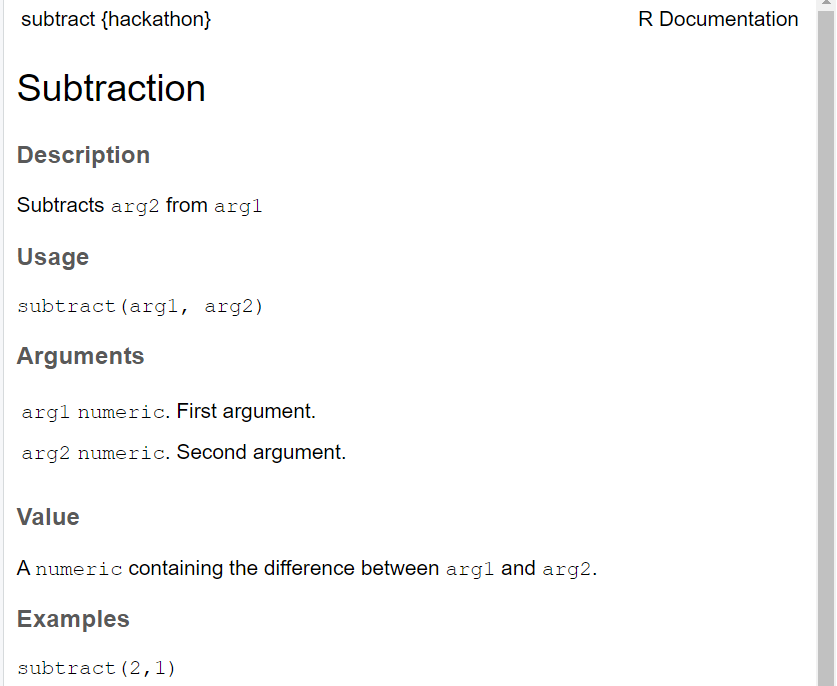 subtract {hackathon} R Documentation
Subtraction
Description
Subtracts arg2 from arg1
Usage
subtract(arg1, arg2)
Arguments
arg1 numeric. First argument.
arg2 numeric. Second argument.
Value
A numeric containing the difference between arg1 and arg2.
Examples
subtract(2,1)